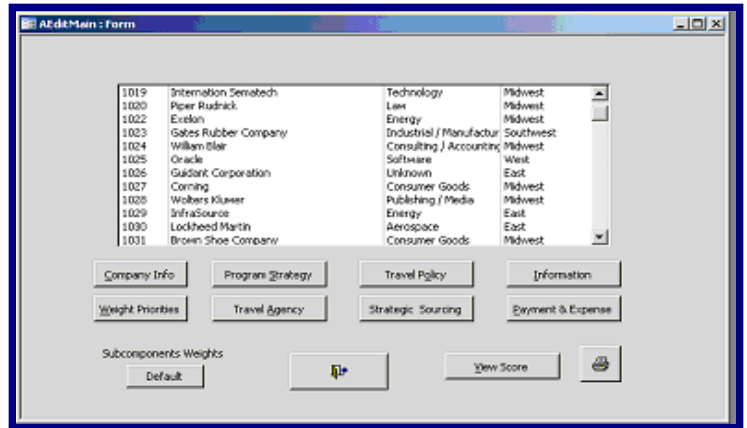 AEditMain : Form
1019 Internation Sematech Technology Midwest
1020 Piper Rudnick Law Midwest
1022 Exelon Energy Midwest
1023 Gates Rubber Company Industrial / Manufactur Southwest
1024 William Blair Consulting / Accounting Midwest
1025 Oracle Software West
1026 Guidant Corporation Unknown East
1027 Corning Consumer Goods Midwest
1028 Wolters Kluwer Publishing / Media Midwest
1029 InfraSource Energy East
1030 Lockheed Martin Aerospace East
1031 Brown Shoe Company Consumer Goods Midwest
Company Info Program Strategy Travel Policy Information
Weight Priorities Travel Agency Strategic Sourcing Payment & Expense
Subcomponents Weights
Default View Score